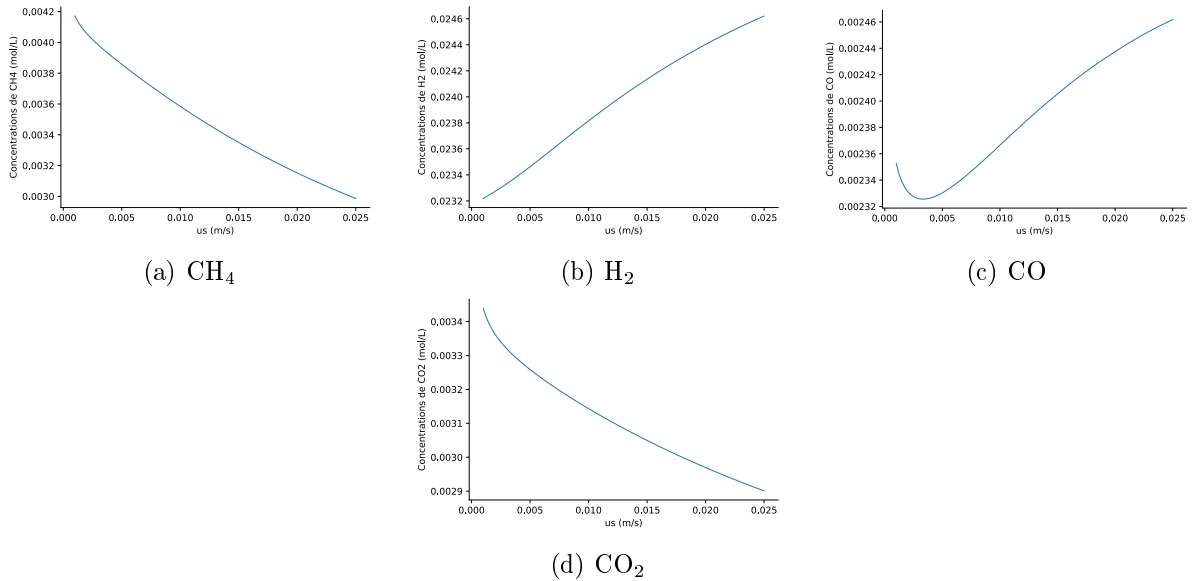 0.0042
0.0040
0.0038
0.0036
0.0034
0.0032
0.0030
Concentrations de CH4 (mol/L)
0.000 0.005 0.010 0.015 0.020 0.025
us (m/s)
(a) CH₄
0.0246
0.0244
0.0242
0.0240
0.0238
0.0236
0.0234
0.0232
Concentrations de H2 (mol/L)
0.000 0.005 0.010 0.015 0.020 0.025
us (m/s)
(b) H₂
0.00246
0.00244
0.00242
0.00240
0.00238
0.00236
0.00234
0.00232
Concentrations de CO (mol/L)
0.000 0.005 0.010 0.015 0.020 0.025
us (m/s)
(c) CO
0.0034
0.0033
0.0032
0.0031
0.0030
0.0029
Concentrations de CO2 (mol/L)
0.000 0.005 0.010 0.015 0.020 0.025
us (m/s)
(d) CO₂